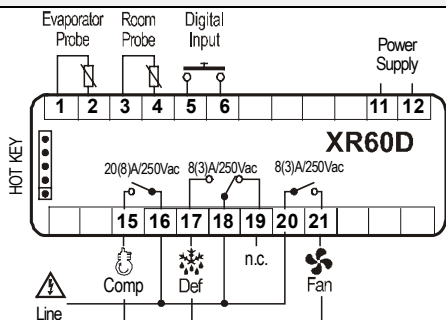 Evaporator Probe
Room Probe
Digital Input
Power Supply
1 2 3 4 5 6 11 12
XR60D
HOT KEY
20(8)A/250Vac 8(3)A/250Vac 8(3)A/250Vac
15 16 17 18 19 20 21
Comp Def n.c. Fan
Line